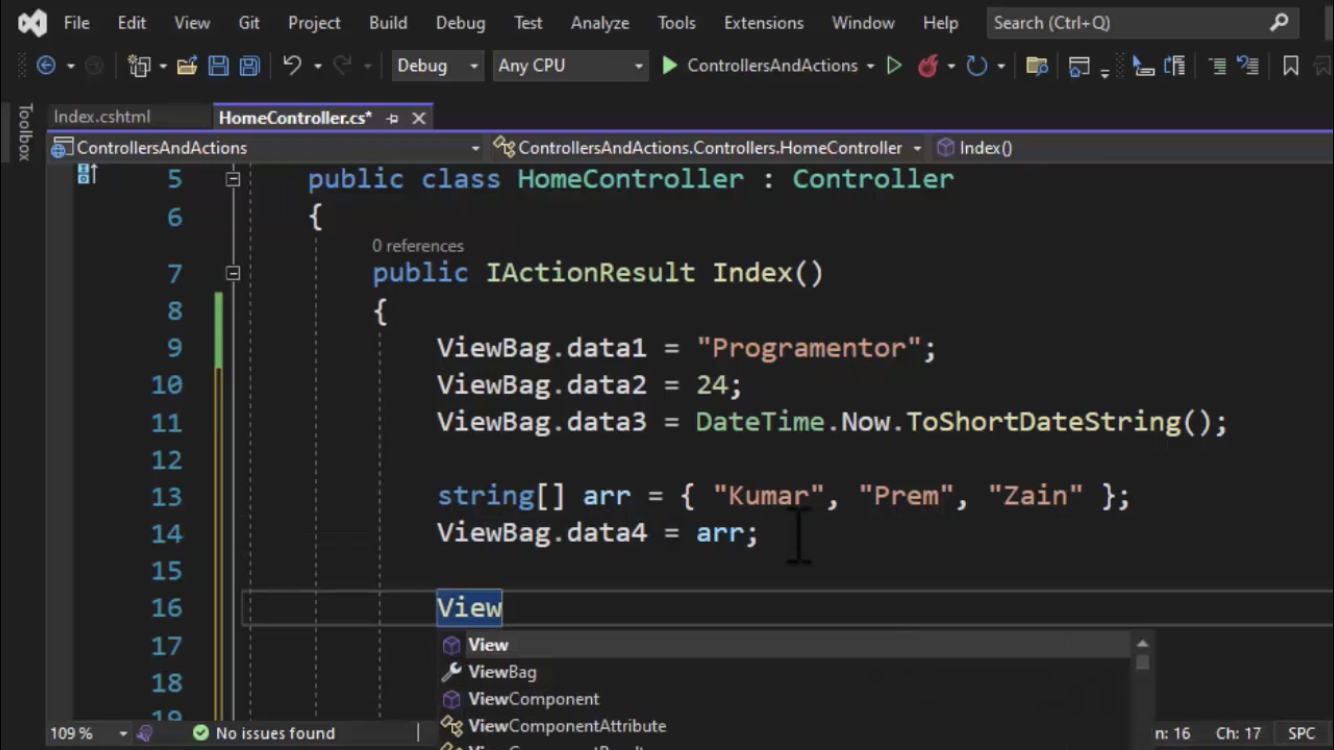 File Edit View Git Project Build Debug Test Analyze Tools Extensions Window Help Search (Ctrl+Q)
Debug Any CPU ControllersAndActions
Toolbox
Index.cshtml HomeController.cs*
ControllersAndActions ControllersAndActions.Controllers.HomeController Index()
5 public class HomeController : Controller
6 {
0 references
7 public IActionResult Index()
8 {
9 ViewBag.data1 = "Programentor";
10 ViewBag.data2 = 24;
11 ViewBag.data3 = DateTime.Now.ToShortDateString();
12
13 string[] arr = { "Kumar", "Prem", "Zain" };
14 ViewBag.data4 = arr;
15
16 View
17 View
ViewBag
18 ViewComponent
ViewComponentAttribute
109 % No issues found n: 16 Ch: 17 SPC